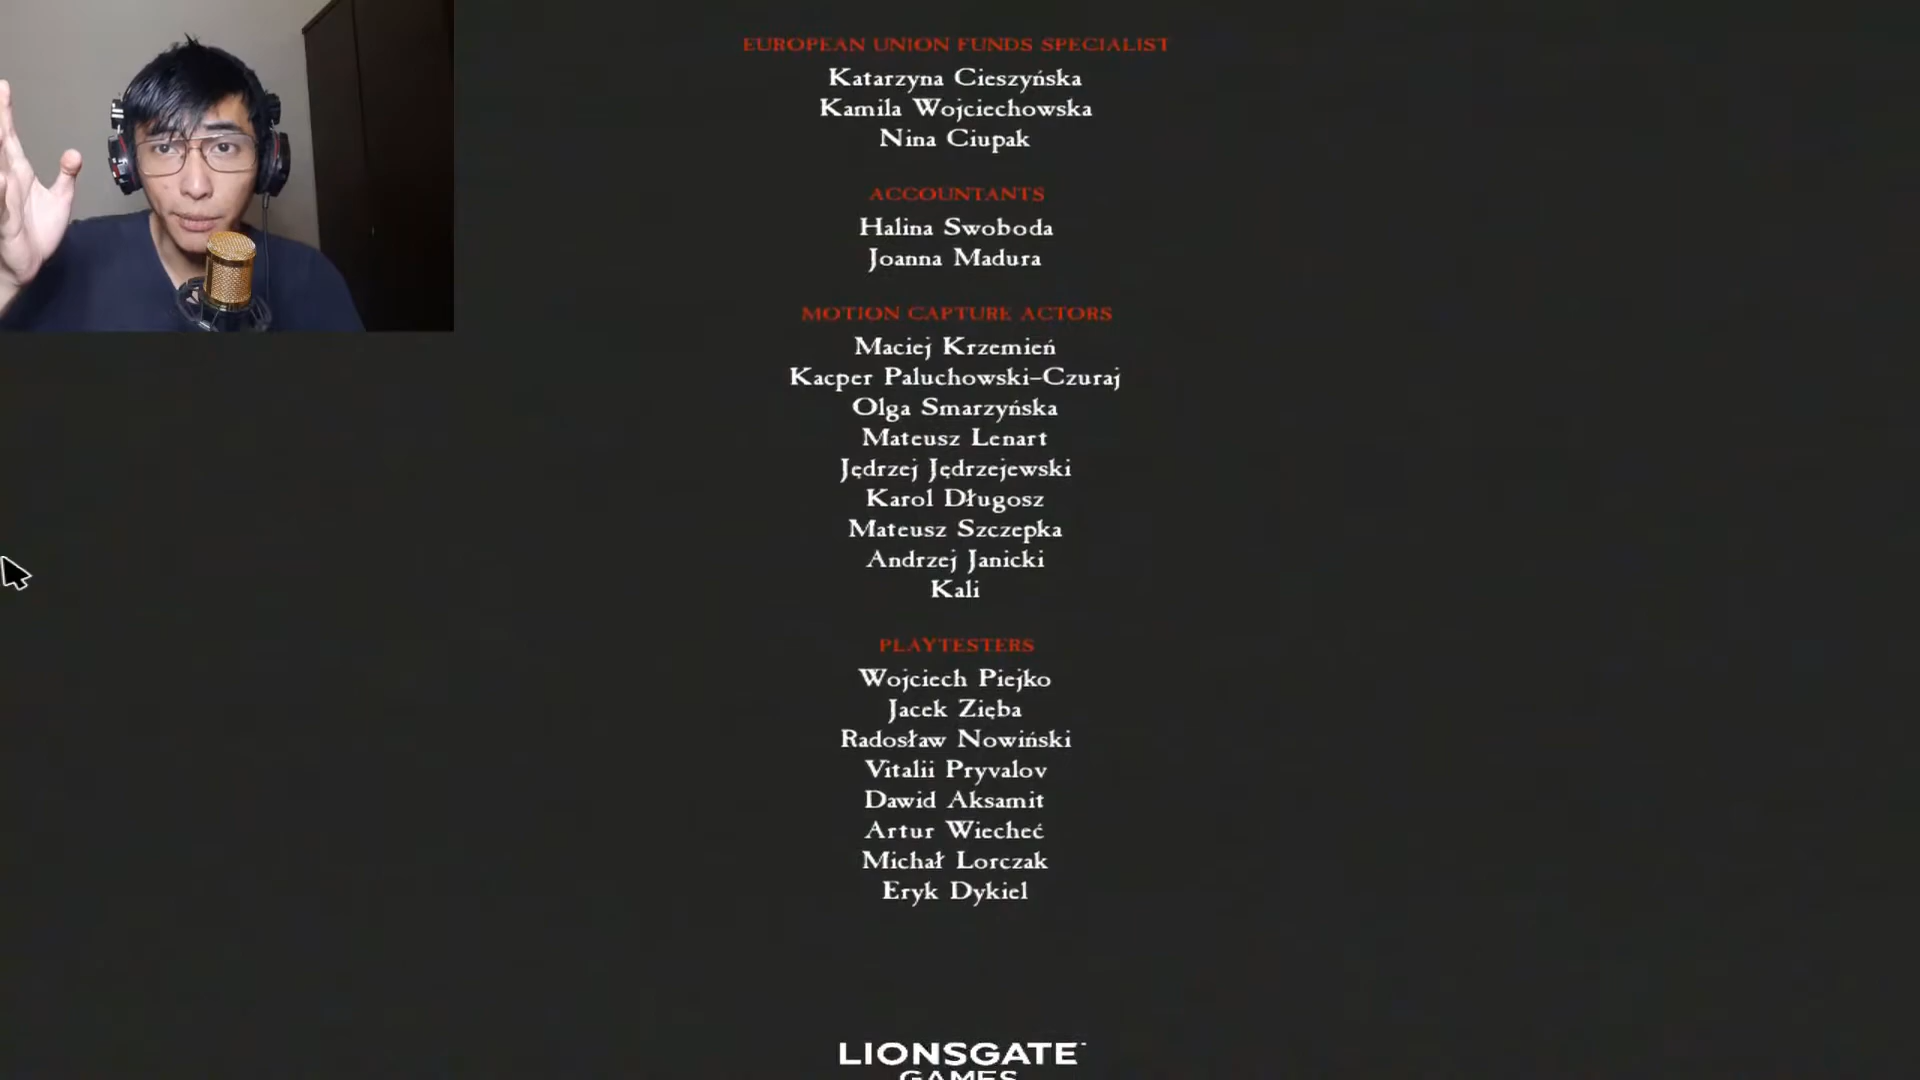 EUROPEAN UNION FUNDS SPECIALIST
Katarzyna Cieszyńska
Kamila Wojciechowska
Nina Ciupak
ACCOUNTANTS
Halina Swoboda
Joanna Madura
MOTION CAPTURE ACTORS
Maciej Krzemień
Kacper Paluchowski-Czuraj
Olga Smarzyńska
Mateusz Lenart
Jędrzej Jędrzejewski
Karol Długosz
Mateusz Szczepka
Andrzej Janicki
Kali
PLAYTESTERS
Wojciech Piejko
Jacek Zięba
Radosław Nowiński
Vitalii Pryvalov
Dawid Aksamit
Artur Wiecheć
Michał Lorczak
Eryk Dykiel
LIONSGATE
GAMES